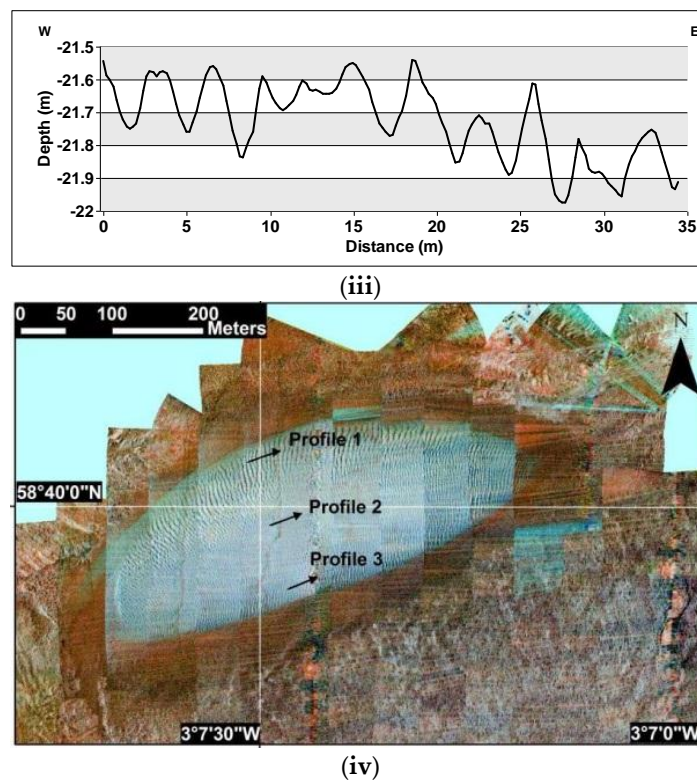 W
E
-21.5
-21.6
-21.7
-21.8
-21.9
-22
Depth (m)
0 5 10 15 20 25 30 35
Distance (m)
(iii)
0 50 100 200
Meters
N
Profile 1
58°40'0"N
Profile 2
Profile 3
3°7'30"W
3°7'0"W
(iv)